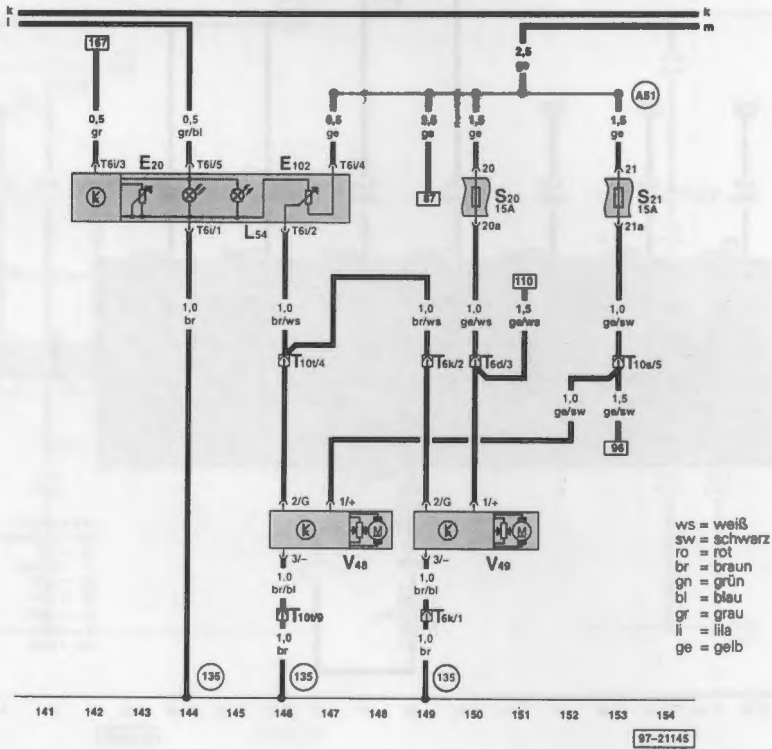 k k
l m
167
2,5
ge
A51
0,5
gr
0,5
gr/bl
0,5
ge
2,5
ge
1,5
ge
1,5
ge
T6i/3 E20 T6i/5 E102 T6i/4
20 21
87
S20
15A
S21
15A
L54
T6i/1 T6i/2
20a 21a
110
1,0
br
1,0
br/ws
1,0
br/ws
1,0
ge/ws
1,5
ge/ws
1,0
ge/sw
T10t/4 T6k/2 T6d/3 T10s/5
1,0
ge/sw
1,5
ge/sw
96
2/G 1/+ 2/G 1/+
k M k M
3/– V48 3/– V49
1,0
br/bl
1,0
br/bl
T10t/9 T6k/1
1,0
br
1,0
br
135 135
ws = weiß
sw = schwarz
ro = rot
br = braun
gn = grün
bl = blau
gr = grau
li = lila
ge = gelb
141 142 143 144 145 146 147 148 149 150 151 152 153 154
97–21145